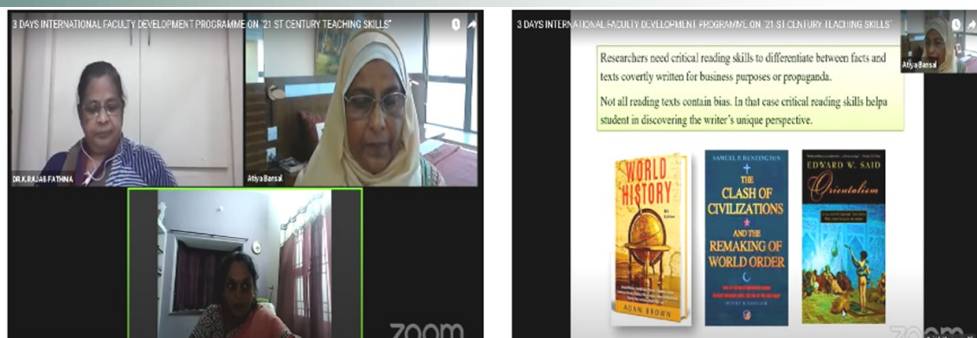 3 DAYS INTERNATIONAL FACULTY DEVELOPMENT PROGRAMME ON "21 ST CENTURY TEACHING SKILLS"
DR.K.RAJAB FATHIMA
Atiya Bansal
zoom
3 DAYS INTERNATIONAL FACULTY DEVELOPMENT PROGRAMME ON "21 ST CENTURY TEACHING SKILLS"
Atiya Bansal
Researchers need critical reading skills to differentiate between facts and
texts covertly written for business purposes or propaganda.
Not all reading texts contain bias. In that case critical reading skills helpa
student in discovering the writer's unique perspective.
WORLD
HISTORY
ADAN BROWN
SAMUEL P. HUNTINGTON
THE
CLASH OF
CIVILIZATIONS
AND THE
REMAKING OF
WORLD ORDER
EDWARD W. SAID
Orientalism
zoom